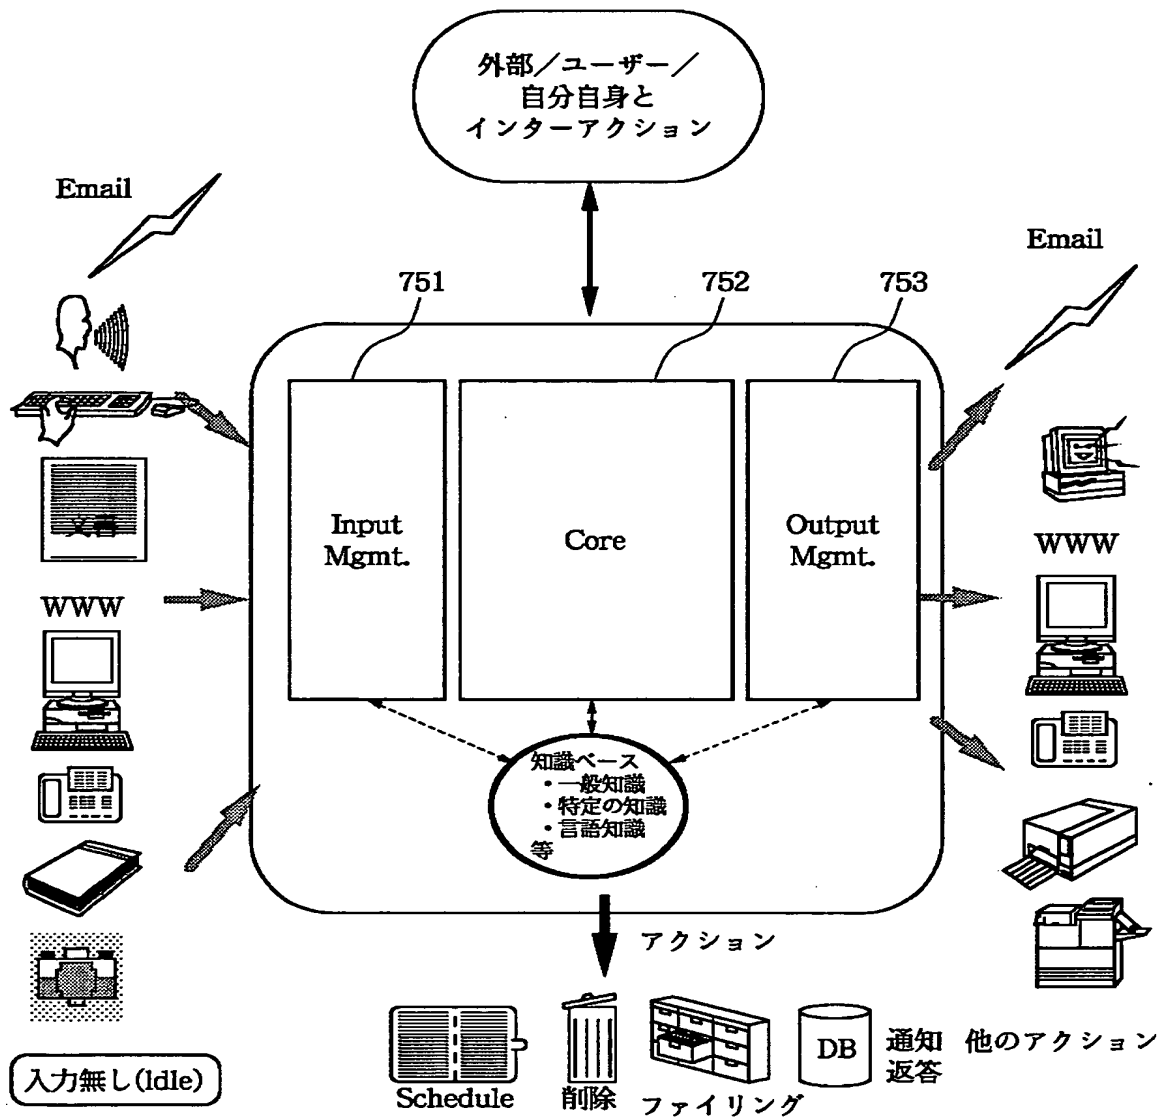 外部／ユーザー／
自分自身と
インターアクション
Email
Email
751
752
753
文書
Input
Mgmt.
Core
Output
Mgmt.
WWW
WWW
知識ベース
・一般知識
・特定の知識
・言語知識
等
アクション
入力無し(Idle)
Schedule
削除
ファイリング
DB
通知
返答
他のアクション